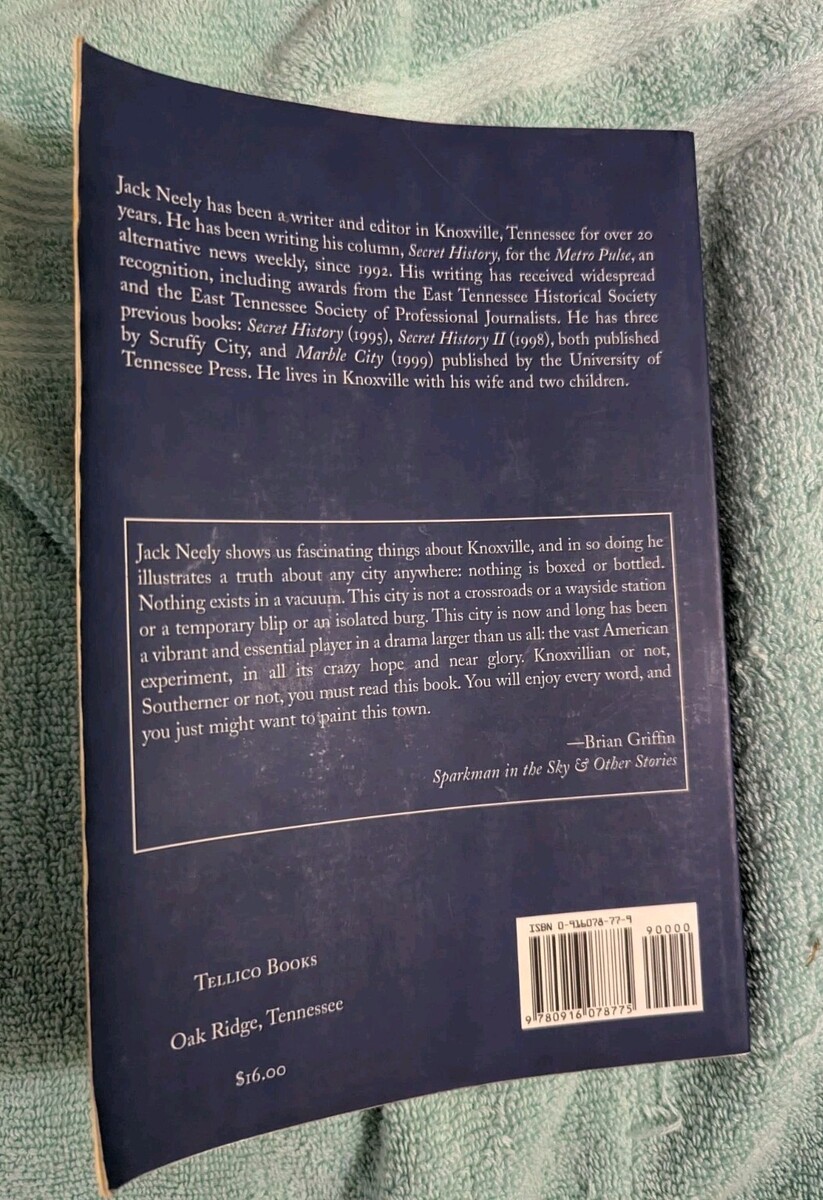 Jack Neely has been a writer and editor in Knoxville, Tennessee for over 20
years. He has been writing his column, Secret History, for the Metro Pulse, an
alternative news weekly, since 1992. His writing has received widespread
recognition, including awards from the East Tennessee Historical Society
and the East Tennessee Society of Professional Journalists. He has three
previous books: Secret History (1995), Secret History II (1998), both published
by Scruffy City, and Marble City (1999) published by the University of
Tennessee Press. He lives in Knoxville with his wife and two children.
Jack Neely shows us fascinating things about Knoxville, and in so doing he
illustrates a truth about any city anywhere: nothing is boxed or bottled.
Nothing exists in a vacuum. This city is not a crossroads or a wayside station
or a temporary blip or an isolated burg. This city is now and long has been
a vibrant and essential player in a drama larger than us all: the vast American
experiment, in all its crazy hope and near glory. Knoxvillian or not,
Southerner or not, you must read this book. You will enjoy every word, and
you just might want to paint this town.
—Brian Griffin
Sparkman in the Sky & Other Stories
Tellico Books
Oak Ridge, Tennessee
$16.00
ISBN 0-916078-77-9
90000
9 780916 078775